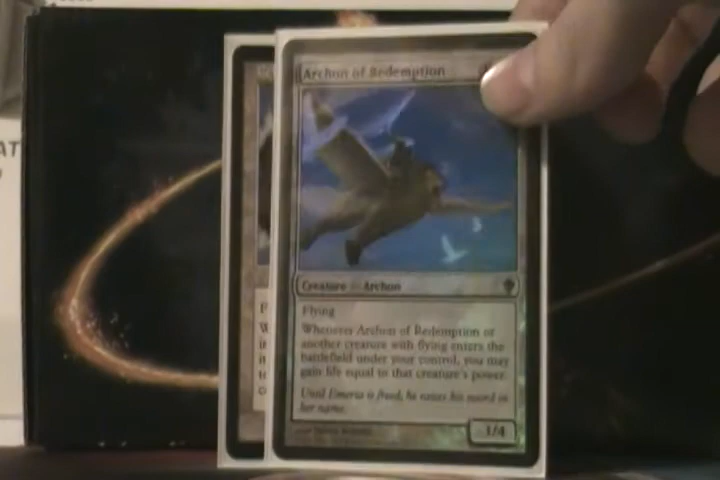 AT
Archon of Redemption
Creature — Archon
Flying
Whenever Archon of Redemption or
another creature with flying enters the
battlefield under your control, you may
gain life equal to that creature's power.
Until Emeria is freed, he raises his sword in
her name.
1/4